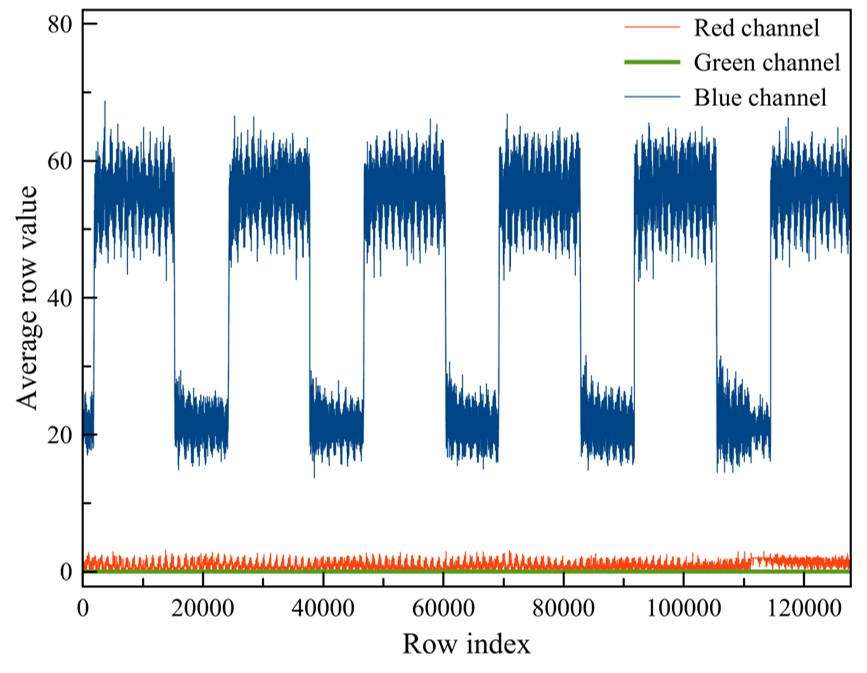 Red channel
Green channel
Blue channel
80
60
40
20
0
Average row value
0 20000 40000 60000 80000 100000 120000
Row index